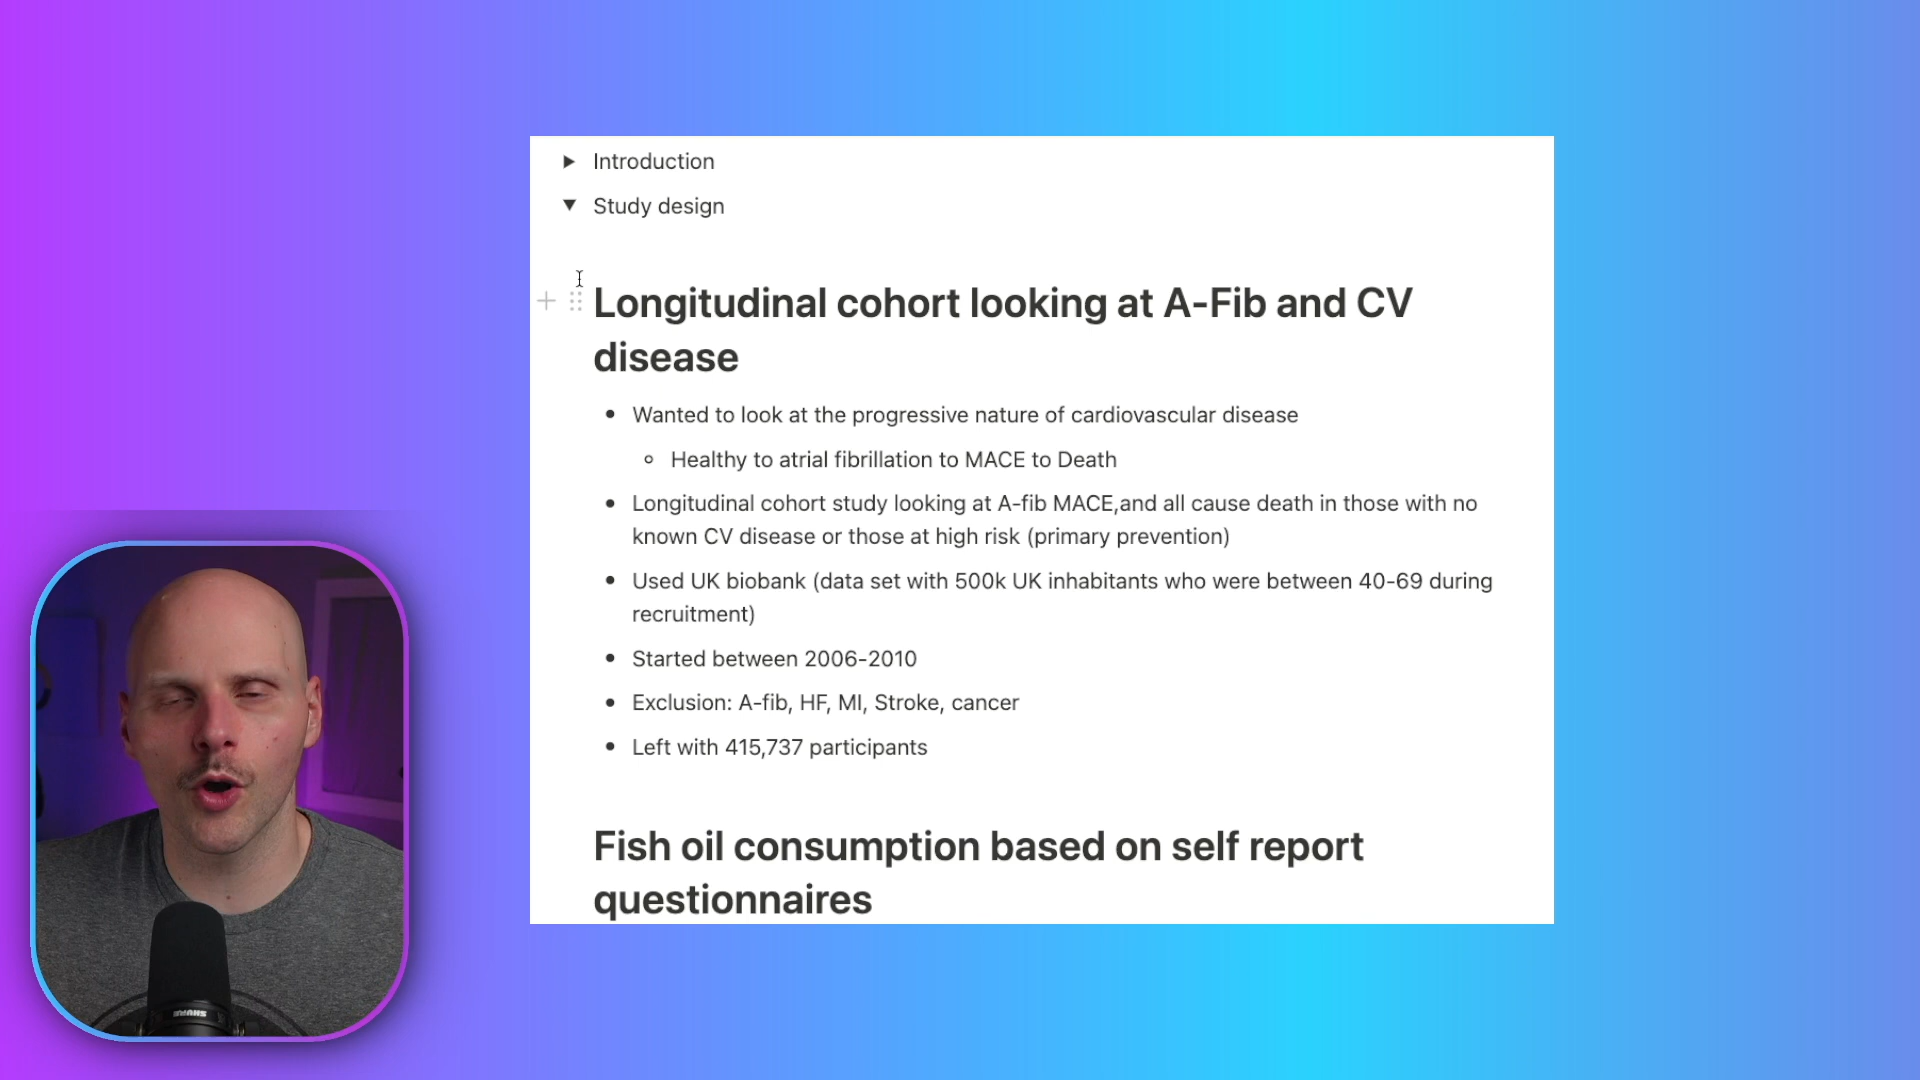 Introduction
Study design
Longitudinal cohort looking at A-Fib and CV
disease
Wanted to look at the progressive nature of cardiovascular disease
Healthy to atrial fibrillation to MACE to Death
Longitudinal cohort study looking at A-fib MACE,and all cause death in those with no
known CV disease or those at high risk (primary prevention)
Used UK biobank (data set with 500k UK inhabitants who were between 40-69 during
recruitment)
Started between 2006-2010
Exclusion: A-fib, HF, MI, Stroke, cancer
Left with 415,737 participants
Fish oil consumption based on self report
questionnaires
SHURE